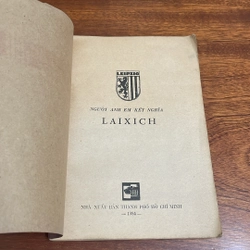 LEIPZIG
NGƯỜI ANH EM KẾT NGHĨA
LAIXICH
NHÀ XUẤT BẢN THÀNH PHỐ HỒ CHÍ MINH